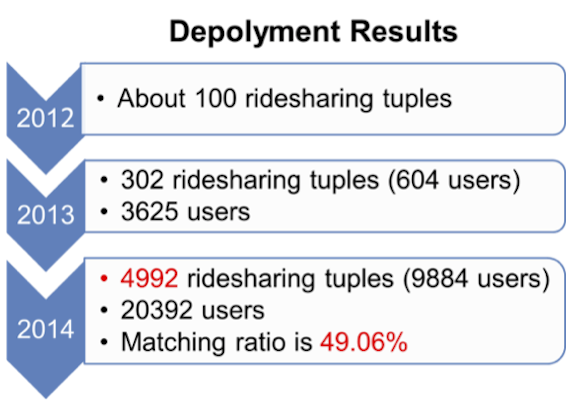 Depolyment Results
2012
• About 100 ridesharing tuples
2013
• 302 ridesharing tuples (604 users)
• 3625 users
2014
• 4992 ridesharing tuples (9884 users)
• 20392 users
• Matching ratio is 49.06%